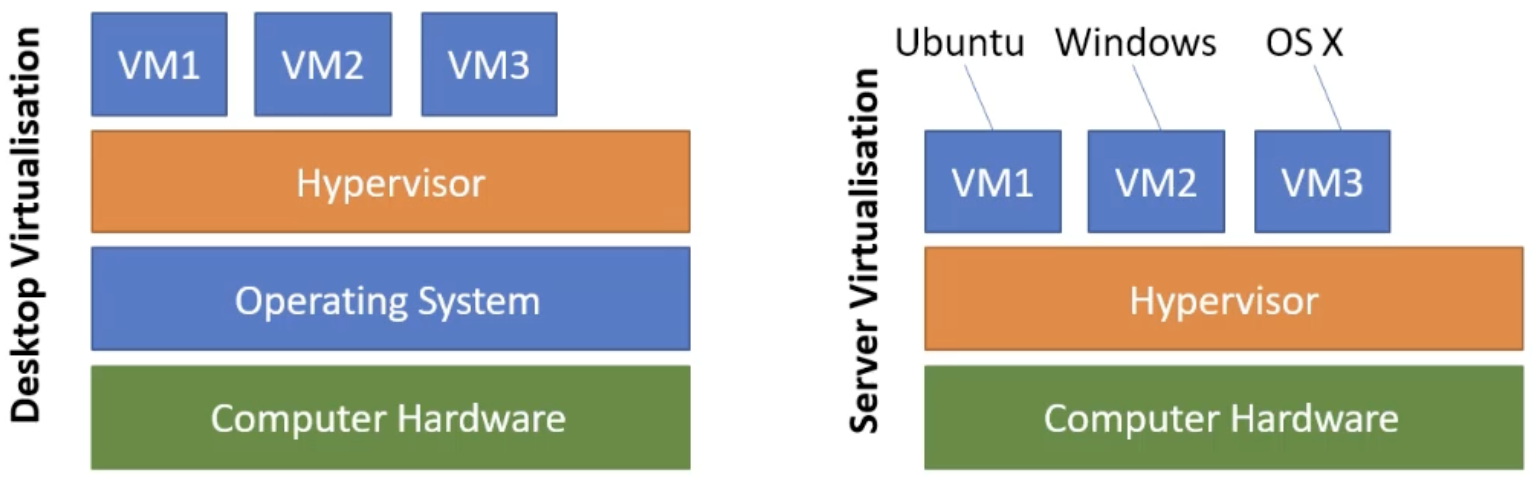 Desktop Virtualisation
VM1 VM2 VM3
Hypervisor
Operating System
Computer Hardware
Server Virtualisation
Ubuntu Windows OS X
VM1 VM2 VM3
Hypervisor
Computer Hardware